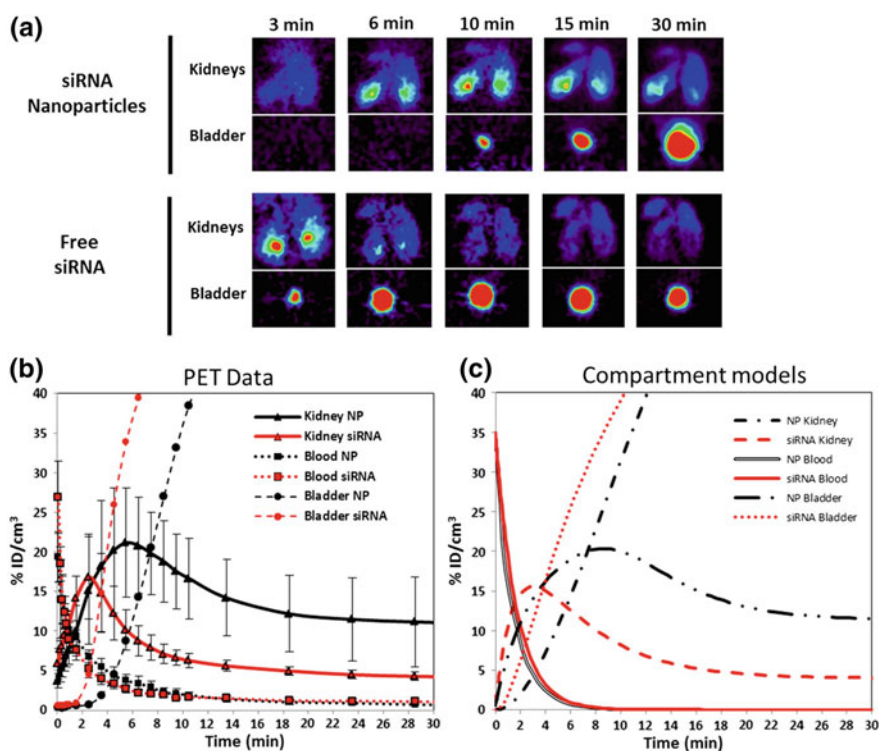 (a)
3 min 6 min 10 min 15 min 30 min
siRNA
Nanoparticles
Kidneys
Bladder
Free
siRNA
Kidneys
Bladder
(b) PET Data
% ID/cm³
40
35
30
25
20
15
10
5
0
Kidney NP
Kidney siRNA
Blood NP
Blood siRNA
Bladder NP
Bladder siRNA
0 2 4 6 8 10 12 14 16 18 20 22 24 26 28 30
Time (min)
(c) Compartment models
% ID/cm³
40
35
30
25
20
15
10
5
0
NP Kidney
siRNA Kidney
NP Blood
siRNA Blood
NP Bladder
siRNA Bladder
0 2 4 6 8 10 12 14 16 18 20 22 24 26 28 30
Time (min)